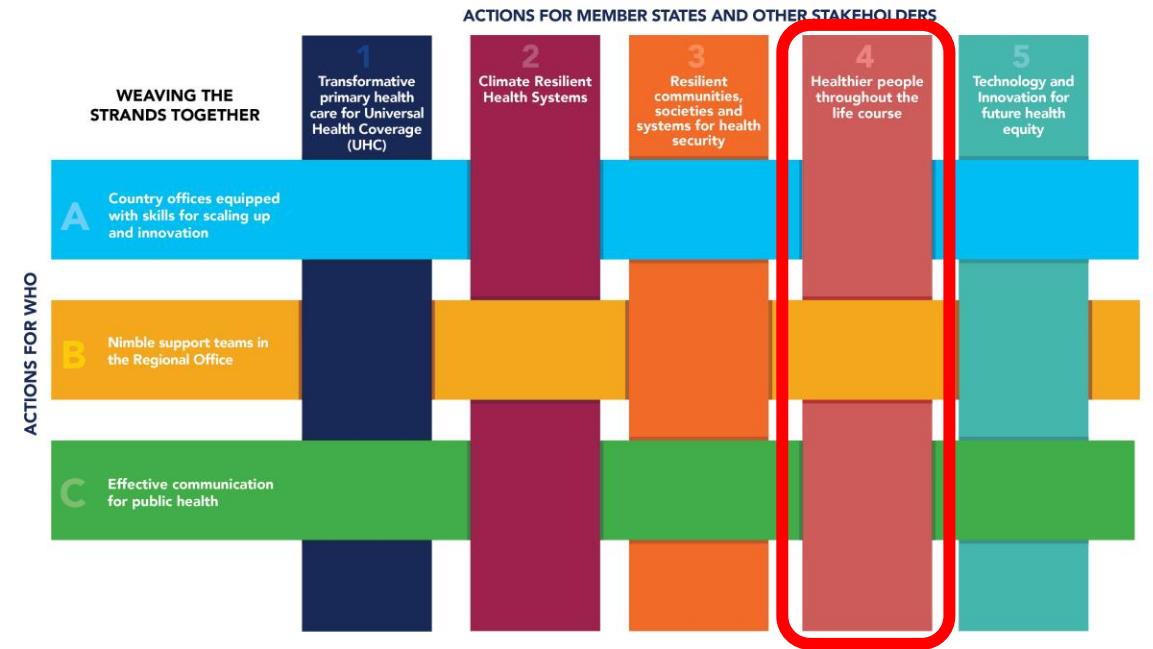 ACTIONS FOR MEMBER STATES AND OTHER STAKEHOLDERS
WEAVING THE
STRANDS TOGETHER
1
Transformative
primary health
care for Universal
Health Coverage
(UHC)
2
Climate Resilient
Health Systems
3
Resilient
communities,
societies and
systems for health
security
4
Healthier people
throughout the
life course
5
Technology and
Innovation for
future health
equity
ACTIONS FOR WHO
A
Country offices equipped
with skills for scaling up
and innovation
B
Nimble support teams in
the Regional Office
C
Effective communication
for public health